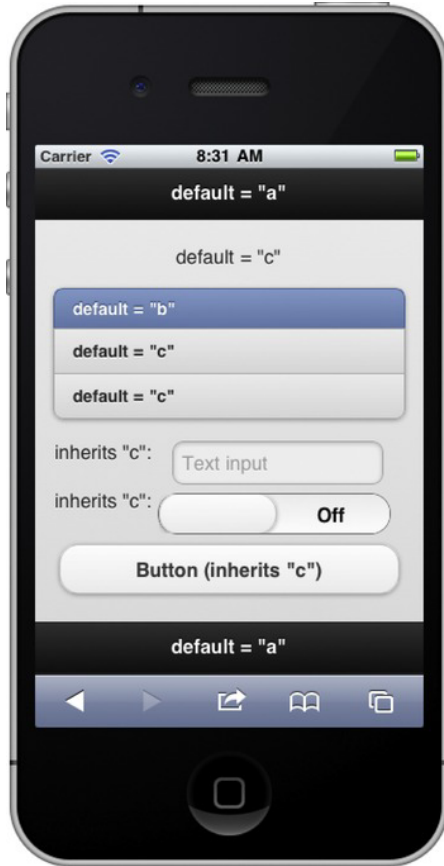 Carrier 8:31 AM
default = "a"
default = "c"
default = "b"
default = "c"
default = "c"
inherits "c": Text input
inherits "c": Off
Button (inherits "c")
default = "a"